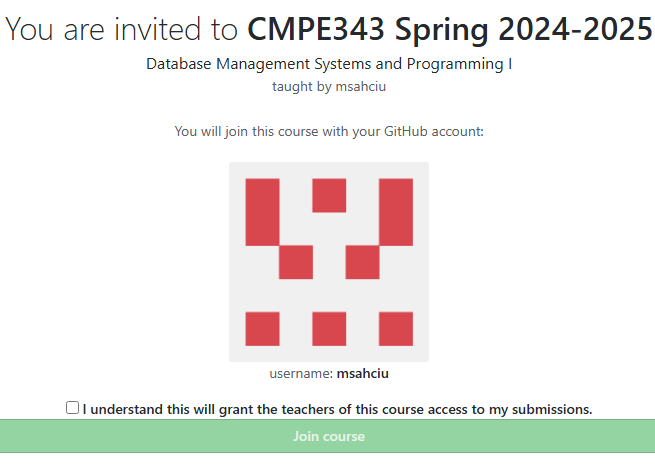 You are invited to CMPE343 Spring 2024-2025
Database Management Systems and Programming I
taught by msahciu
You will join this course with your GitHub account:
username: msahciu
I understand this will grant the teachers of this course access to my submissions.
Join course